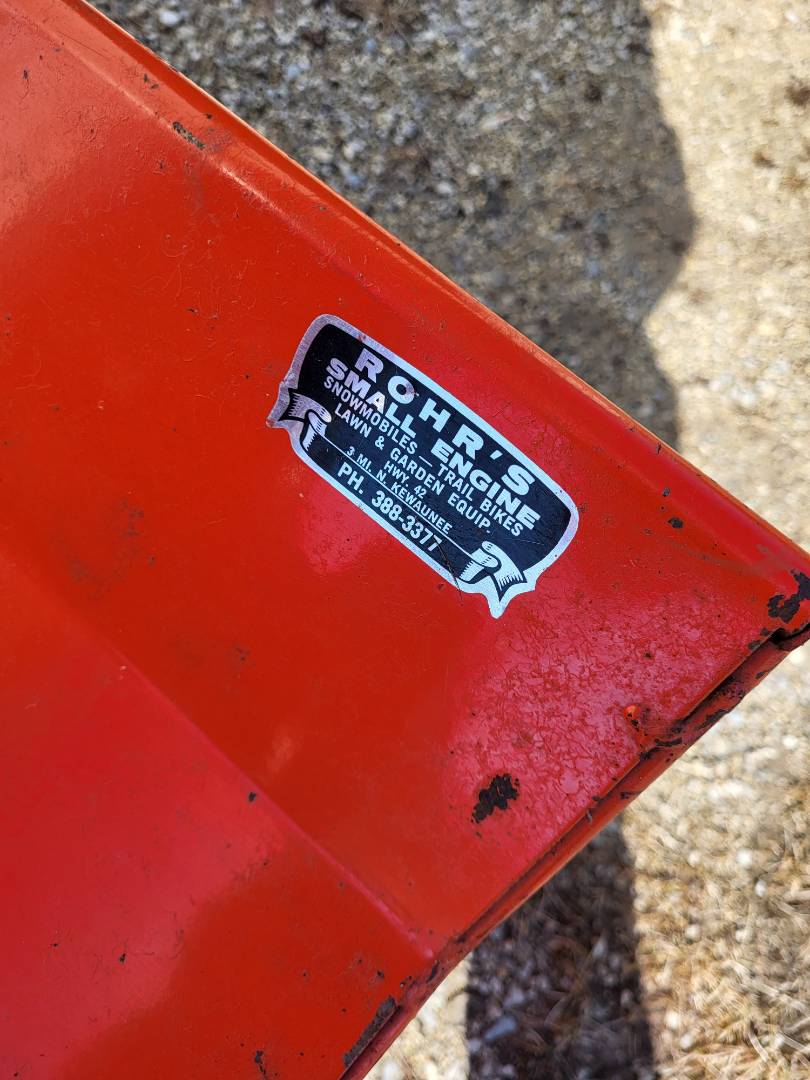 ROHR'S
SMALL ENGINE
SNOWMOBILES — TRAIL BIKES
LAWN & GARDEN EQUIP.
HWY. 42
3 MI. N. KEWAUNEE
PH. 388-3377